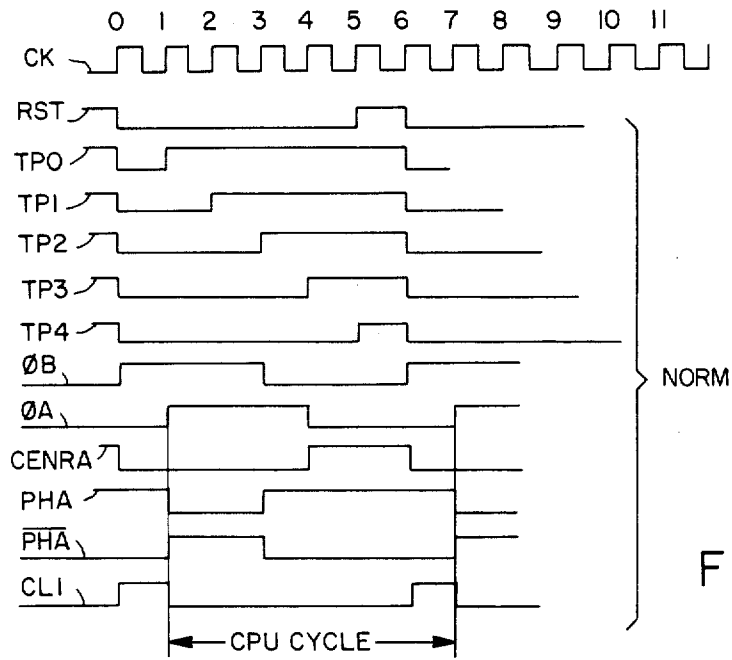 0 1 2 3 4 5 6 7 8 9 10 11
CK
RST
TP0
TP1
TP2
TP3
TP4
ØB
ØA
CENRA
PHA
P̅H̅A̅
CL1
CPU CYCLE
NORM
F